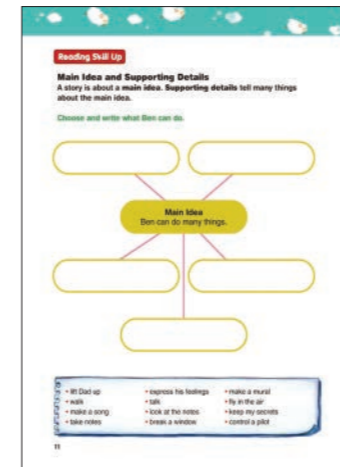 Reading Skill Up
Main Idea and Supporting Details
A story is about a main idea. Supporting details tell many things
about the main idea.
Choose and write what Ben can do.
Main Idea
Ben can do many things.
• lift Dad up • express his feelings • make a mural
• walk • talk • fly in the air
• make a song • look at the notes • keep my secrets
• take notes • break a window • control a pilot
11